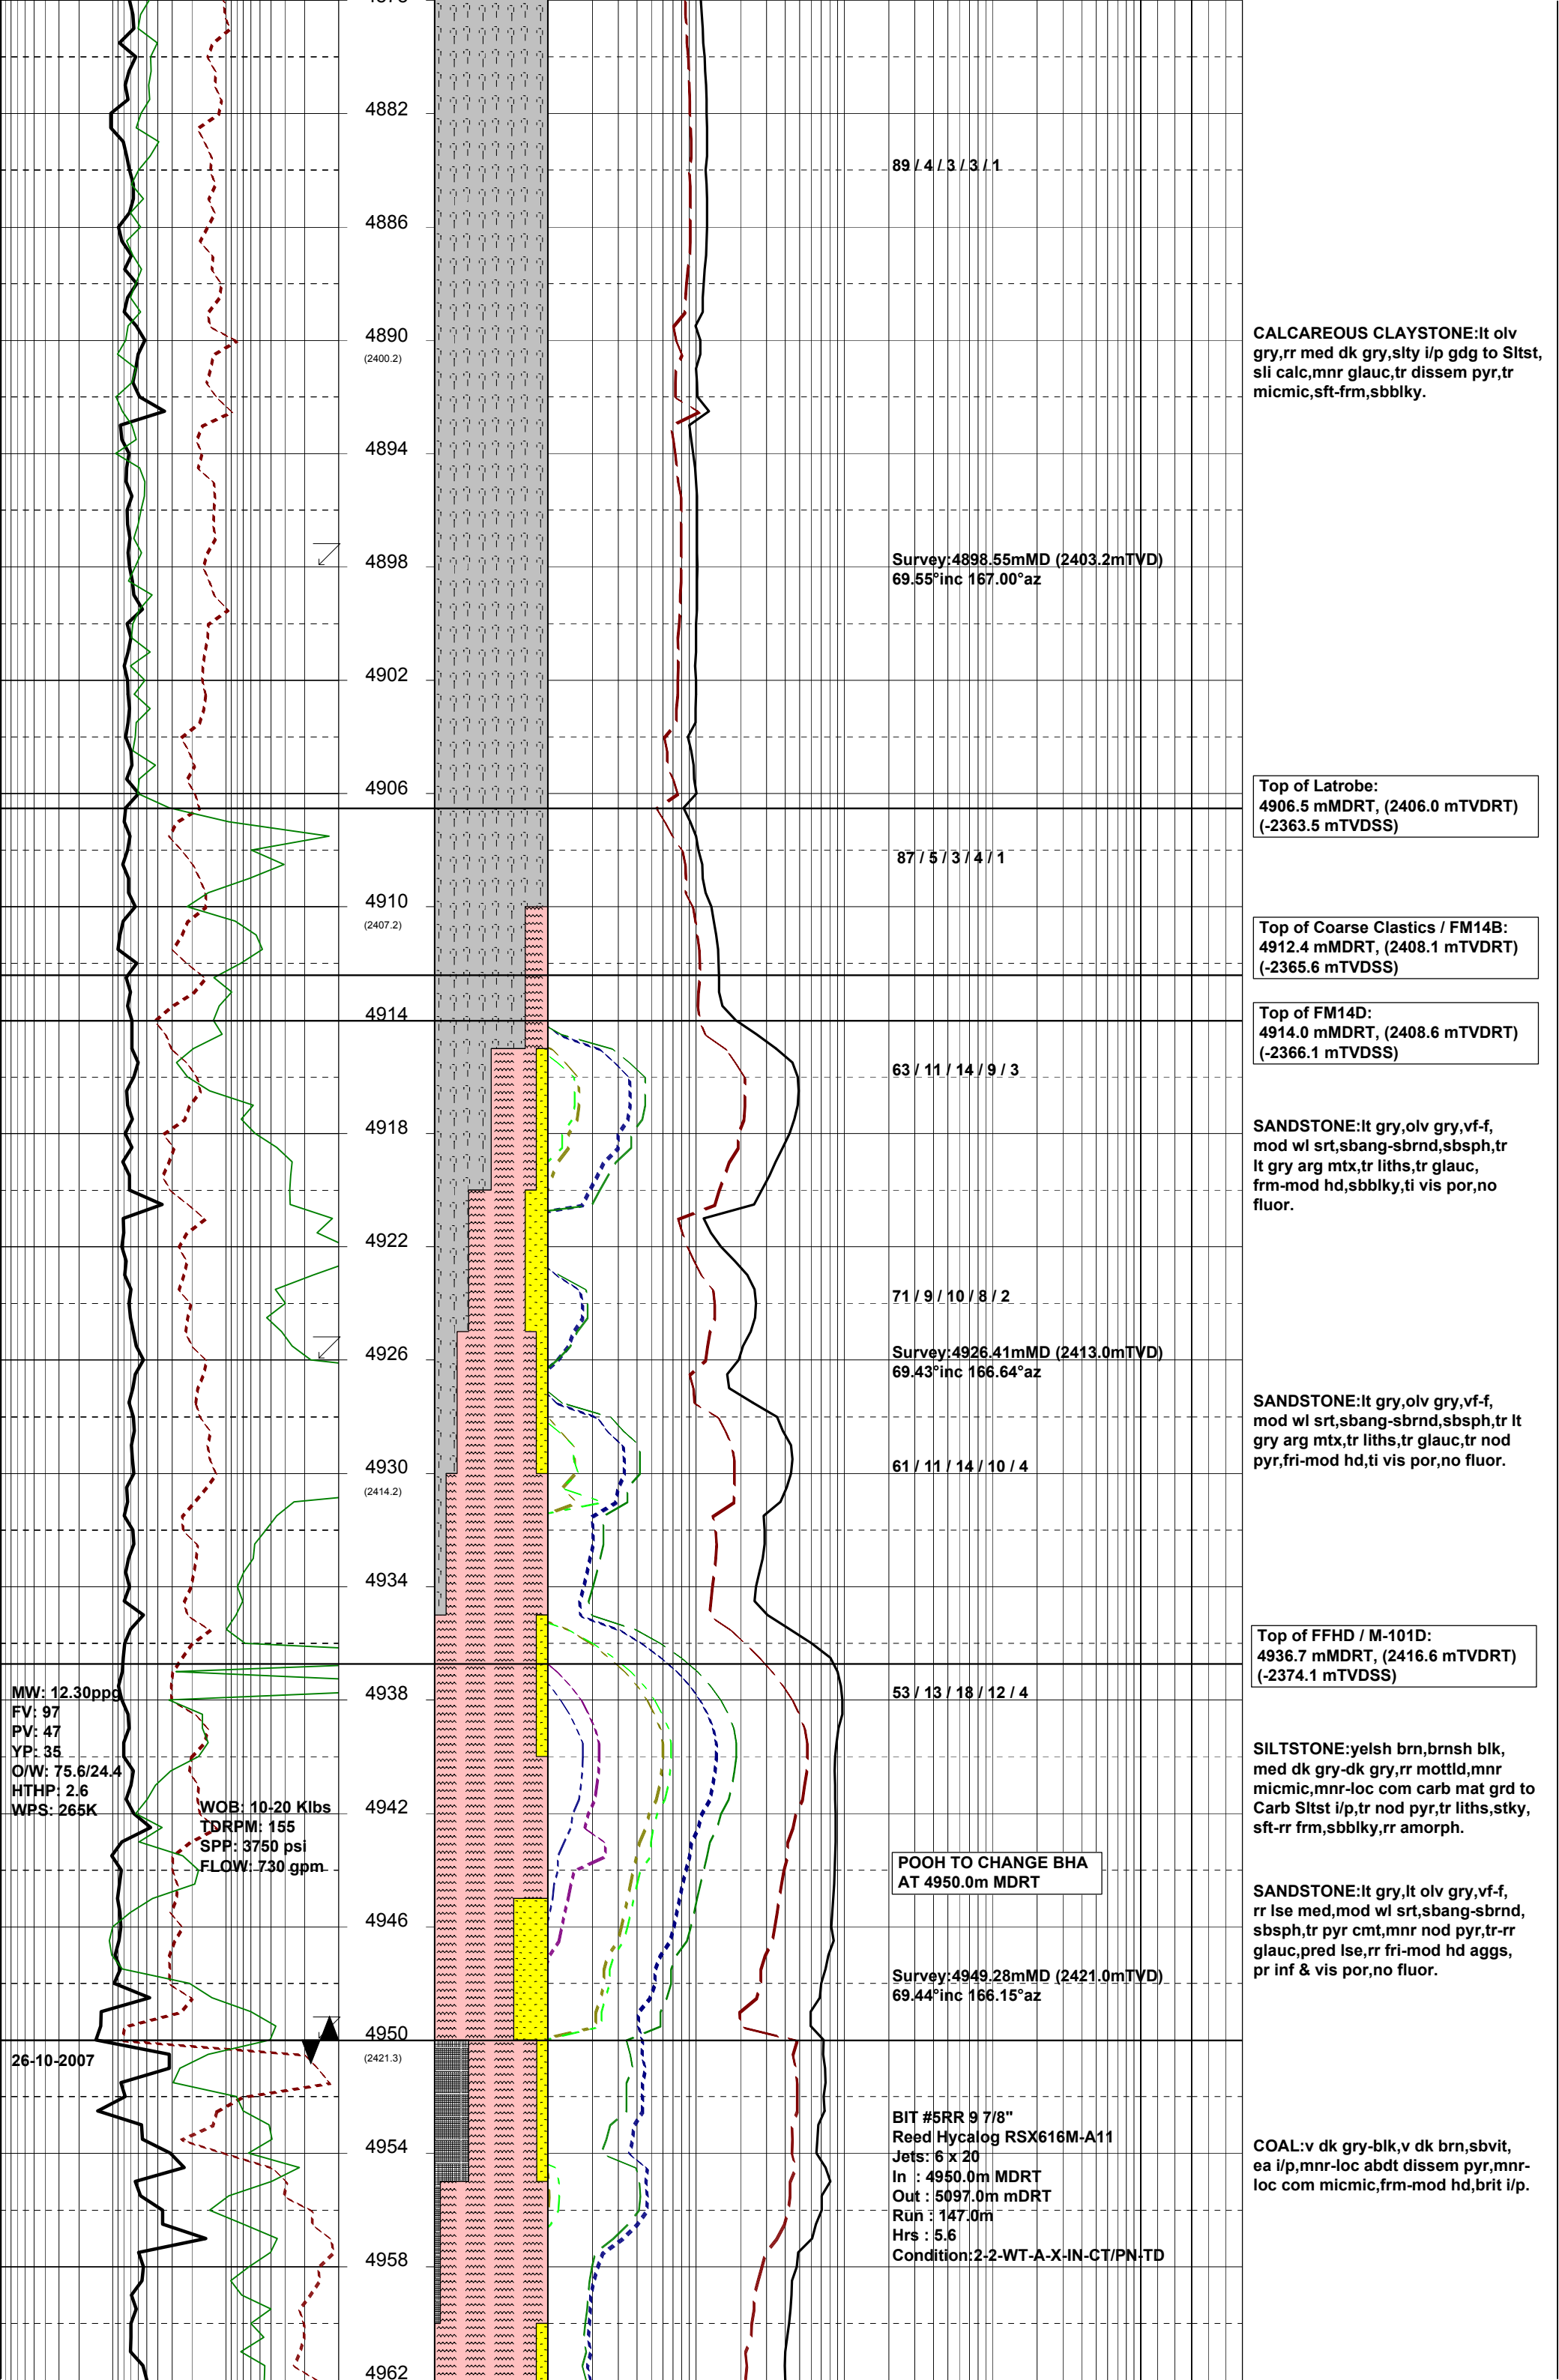 4882
89 / 4 / 3 / 3 / 1
4886
4890
(2400.2)
CALCAREOUS CLAYSTONE:lt olv
gry,rr med dk gry,slty i/p gdg to Sltst,
sli calc,mnr glauc,tr dissem pyr,tr
micmic,sft-frm,sbblky.
4894
4898
Survey:4898.55mMD (2403.2mTVD)
69.55°inc 167.00°az
4902
4906
Top of Latrobe:
4906.5 mMDRT, (2406.0 mTVDRT)
(-2363.5 mTVDSS)
87 / 5 / 3 / 4 / 1
4910
(2407.2)
Top of Coarse Clastics / FM14B:
4912.4 mMDRT, (2408.1 mTVDRT)
(-2365.6 mTVDSS)
4914
Top of FM14D:
4914.0 mMDRT, (2408.6 mTVDRT)
(-2366.1 mTVDSS)
63 / 11 / 14 / 9 / 3
4918
SANDSTONE:lt gry,olv gry,vf-f,
mod wl srt,sbang-sbrnd,sbsph,tr
lt gry arg mtx,tr liths,tr glauc,
frm-mod hd,sbblky,ti vis por,no
fluor.
4922
71 / 9 / 10 / 8 / 2
4926
Survey:4926.41mMD (2413.0mTVD)
69.43°inc 166.64°az
SANDSTONE:lt gry,olv gry,vf-f,
mod wl srt,sbang-sbrnd,sbsph,tr lt
gry arg mtx,tr liths,tr glauc,tr nod
pyr,fri-mod hd,ti vis por,no fluor.
4930
(2414.2)
61 / 11 / 14 / 10 / 4
4934
Top of FFHD / M-101D:
4936.7 mMDRT, (2416.6 mTVDRT)
(-2374.1 mTVDSS)
4938
53 / 13 / 18 / 12 / 4
MW: 12.30ppg
FV: 97
PV: 47
YP: 35
O/W: 75.6/24.4
HTHP: 2.6
WPS: 265K
WOB: 10-20 Klbs
TDRPM: 155
SPP: 3750 psi
FLOW: 730 gpm
4942
SILTSTONE:yelsh brn,brnsh blk,
med dk gry-dk gry,rr mottld,mnr
micmic,mnr-loc com carb mat grd to
Carb Sltst i/p,tr nod pyr,tr liths,stky,
sft-rr frm,sbblky,rr amorph.
POOH TO CHANGE BHA
AT 4950.0m MDRT
4946
SANDSTONE:lt gry,lt olv gry,vf-f,
rr lse med,mod wl srt,sbang-sbrnd,
sbsph,tr pyr cmt,mnr nod pyr,tr-rr
glauc,pred lse,rr fri-mod hd aggs,
pr inf & vis por,no fluor.
Survey:4949.28mMD (2421.0mTVD)
69.44°inc 166.15°az
4950
(2421.3)
26-10-2007
4954
BIT #5RR 9 7/8"
Reed Hycalog RSX616M-A11
Jets: 6 x 20
In : 4950.0m MDRT
Out : 5097.0m mDRT
Run : 147.0m
Hrs : 5.6
Condition:2-2-WT-A-X-IN-CT/PN-TD
COAL:v dk gry-blk,v dk brn,sbvit,
ea i/p,mnr-loc abdt dissem pyr,mnr-
loc com micmic,frm-mod hd,brit i/p.
4958
4962